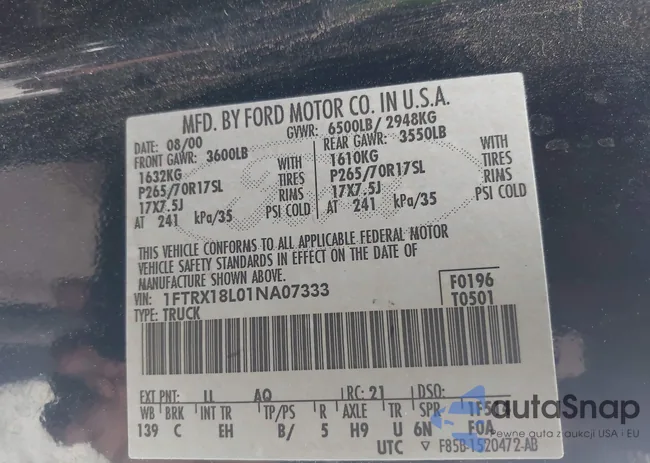 MFD. BY FORD MOTOR CO. IN U.S.A.
DATE: 08/00 GVWR: 6500LB/ 2948KG
FRONT GAWR: 3600LB REAR GAWR: 3550LB
1632KG WITH 1610KG WITH
P265/70R17SL TIRES P265/70R17SL TIRES
17X7.5J RIMS 17X7.5J RIMS
AT 241 kPa/35 PSI COLD AT 241 kPa/35 PSI COLD
THIS VEHICLE CONFORMS TO ALL APPLICABLE FEDERAL MOTOR
VEHICLE SAFETY STANDARDS IN EFFECT ON THE DATE OF
MANUFACTURE SHOWN ABOVE.
VIN: 1FTRX18L01NA07333 F0196
TYPE: TRUCK T0501
EXT PNT: LL AQ RC: 21 DSO:
WB BRK INT TR TP/PS R AXLE TR SPR
139 C EH B/ 5 H9 U 6N F0A
UTC ▽ F85B-1520472-AB
autoSnap
Pewne auta z aukcji USA i EU